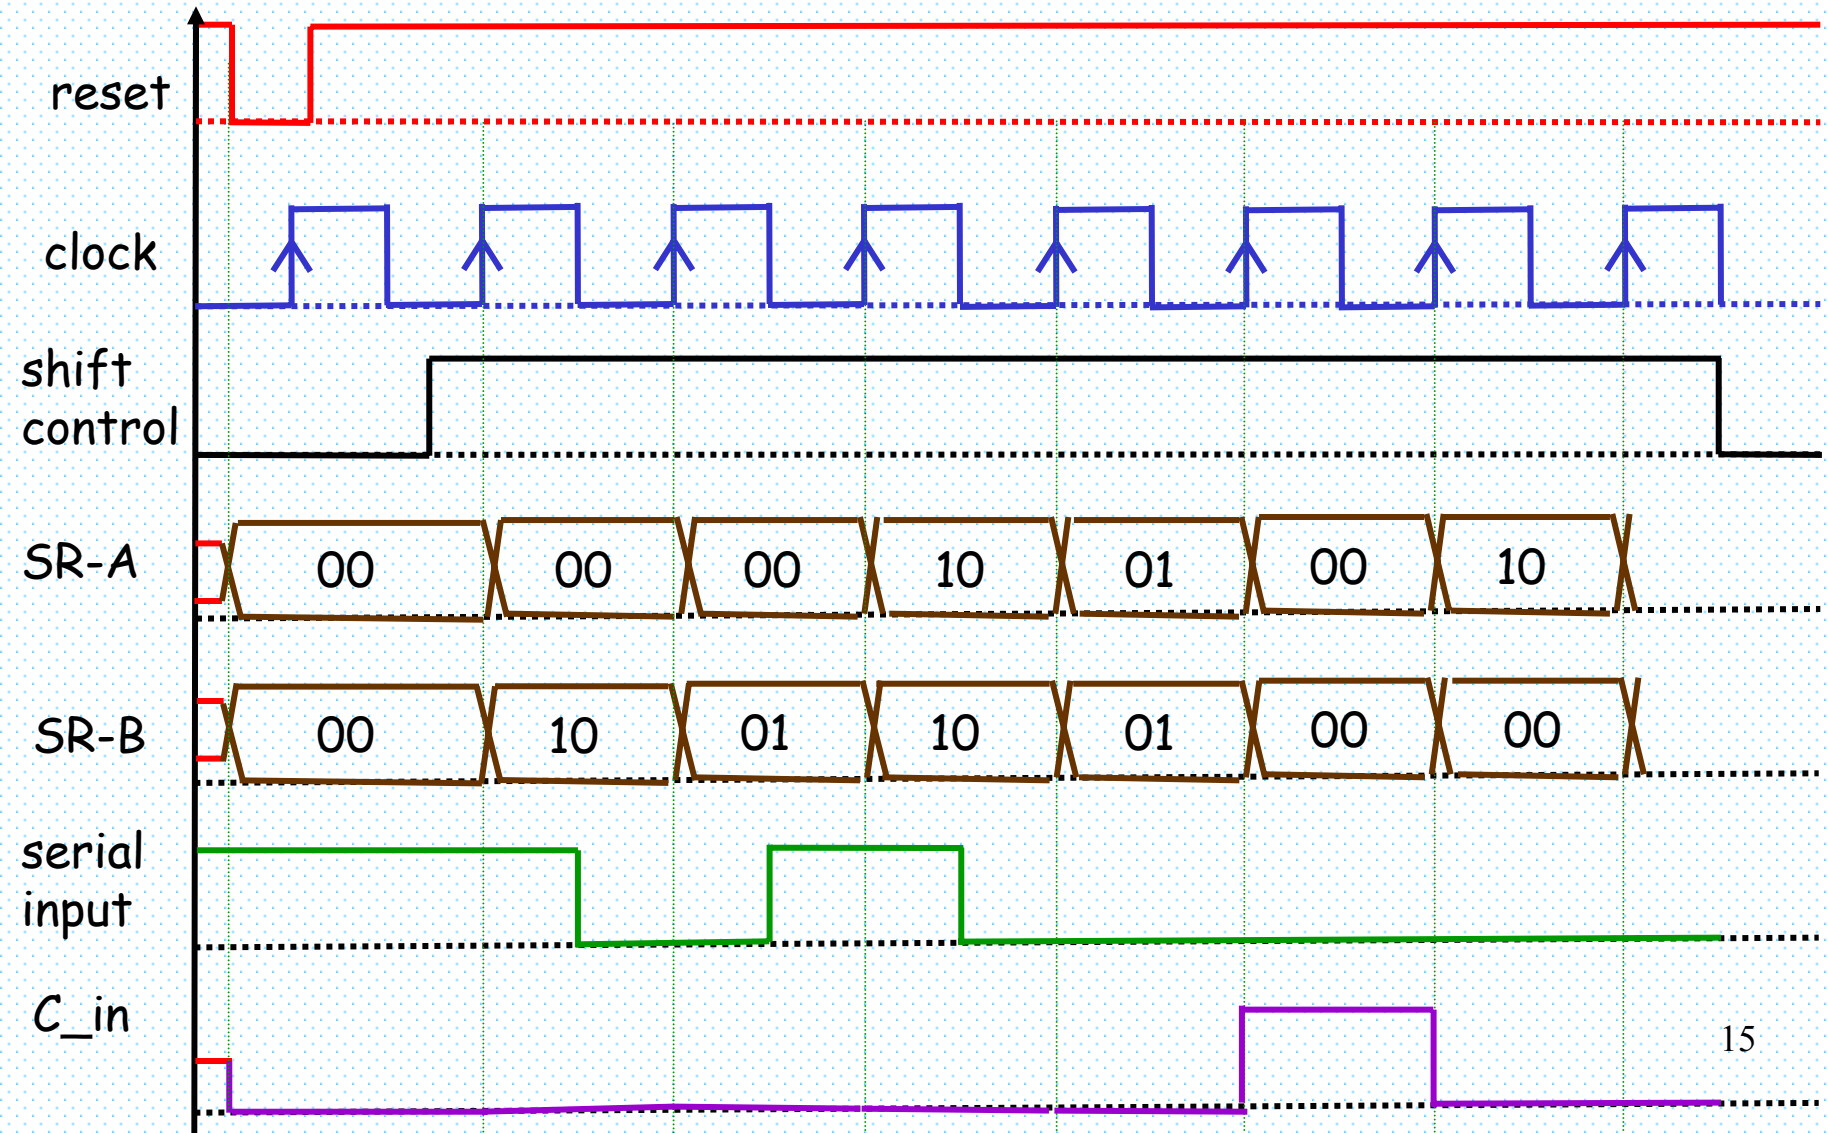 reset
clock
shift
control
SR-A
00 00 00 10 01 00 10
SR-B
00 10 01 10 01 00 00
serial
input
C_in
15